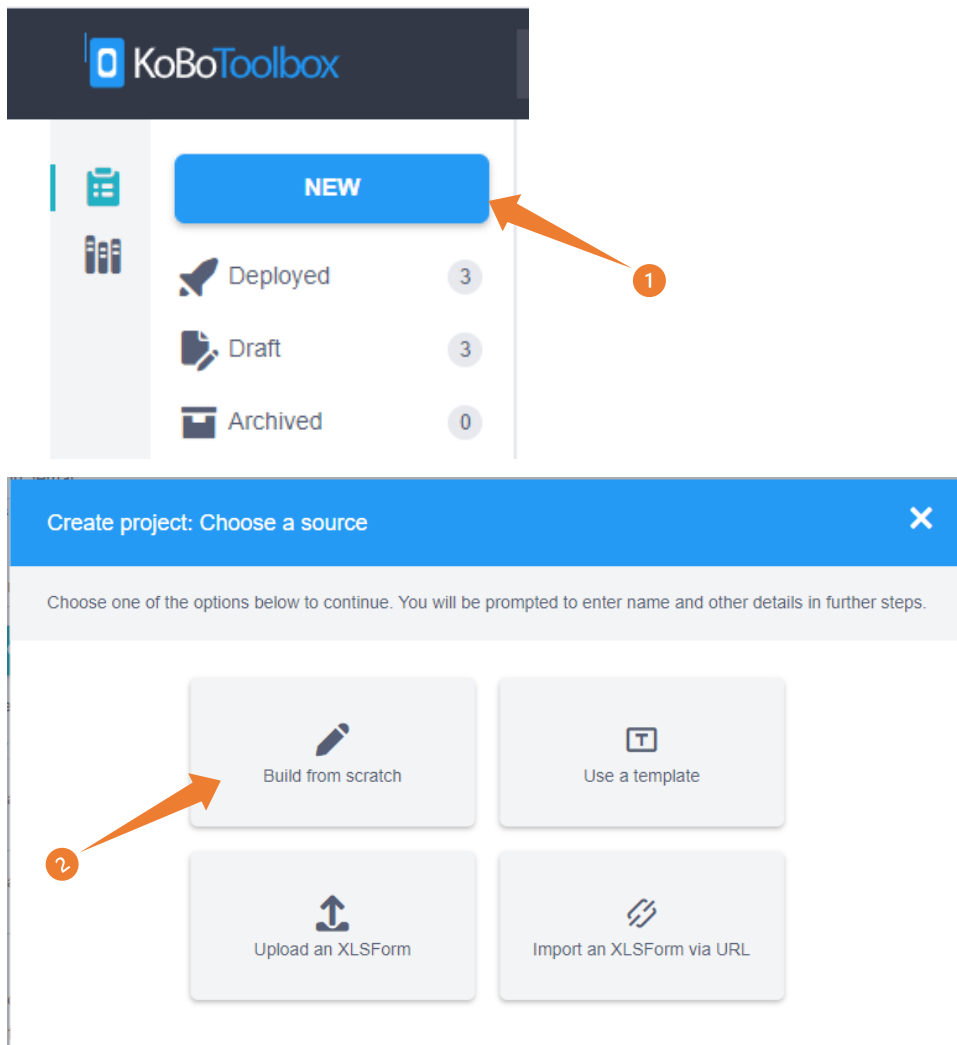 KoBoToolbox
NEW
1
Deployed 3
Draft 3
Archived 0
Create project: Choose a source
Choose one of the options below to continue. You will be prompted to enter name and other details in further steps.
Build from scratch
Use a template
2
Upload an XLSForm
Import an XLSForm via URL